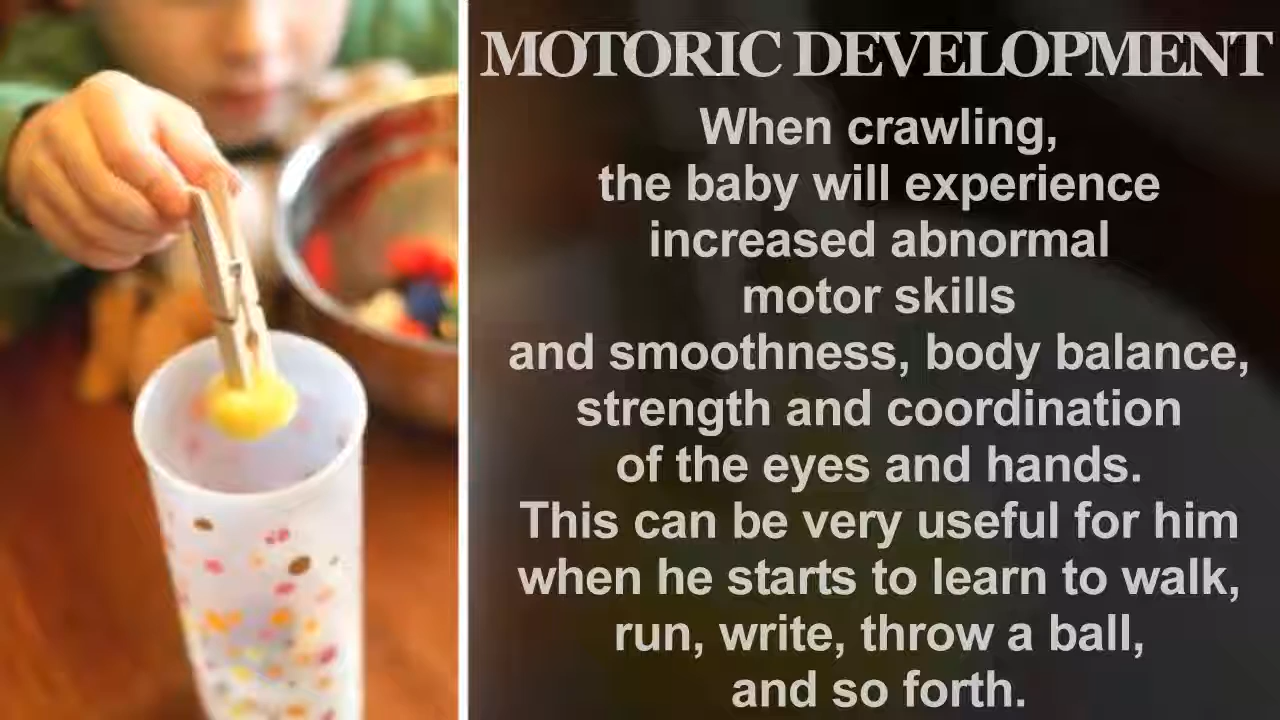 MOTORIC DEVELOPMENT
When crawling,
the baby will experience
increased abnormal
motor skills
and smoothness, body balance,
strength and coordination
of the eyes and hands.
This can be very useful for him
when he starts to learn to walk,
run, write, throw a ball,
and so forth.